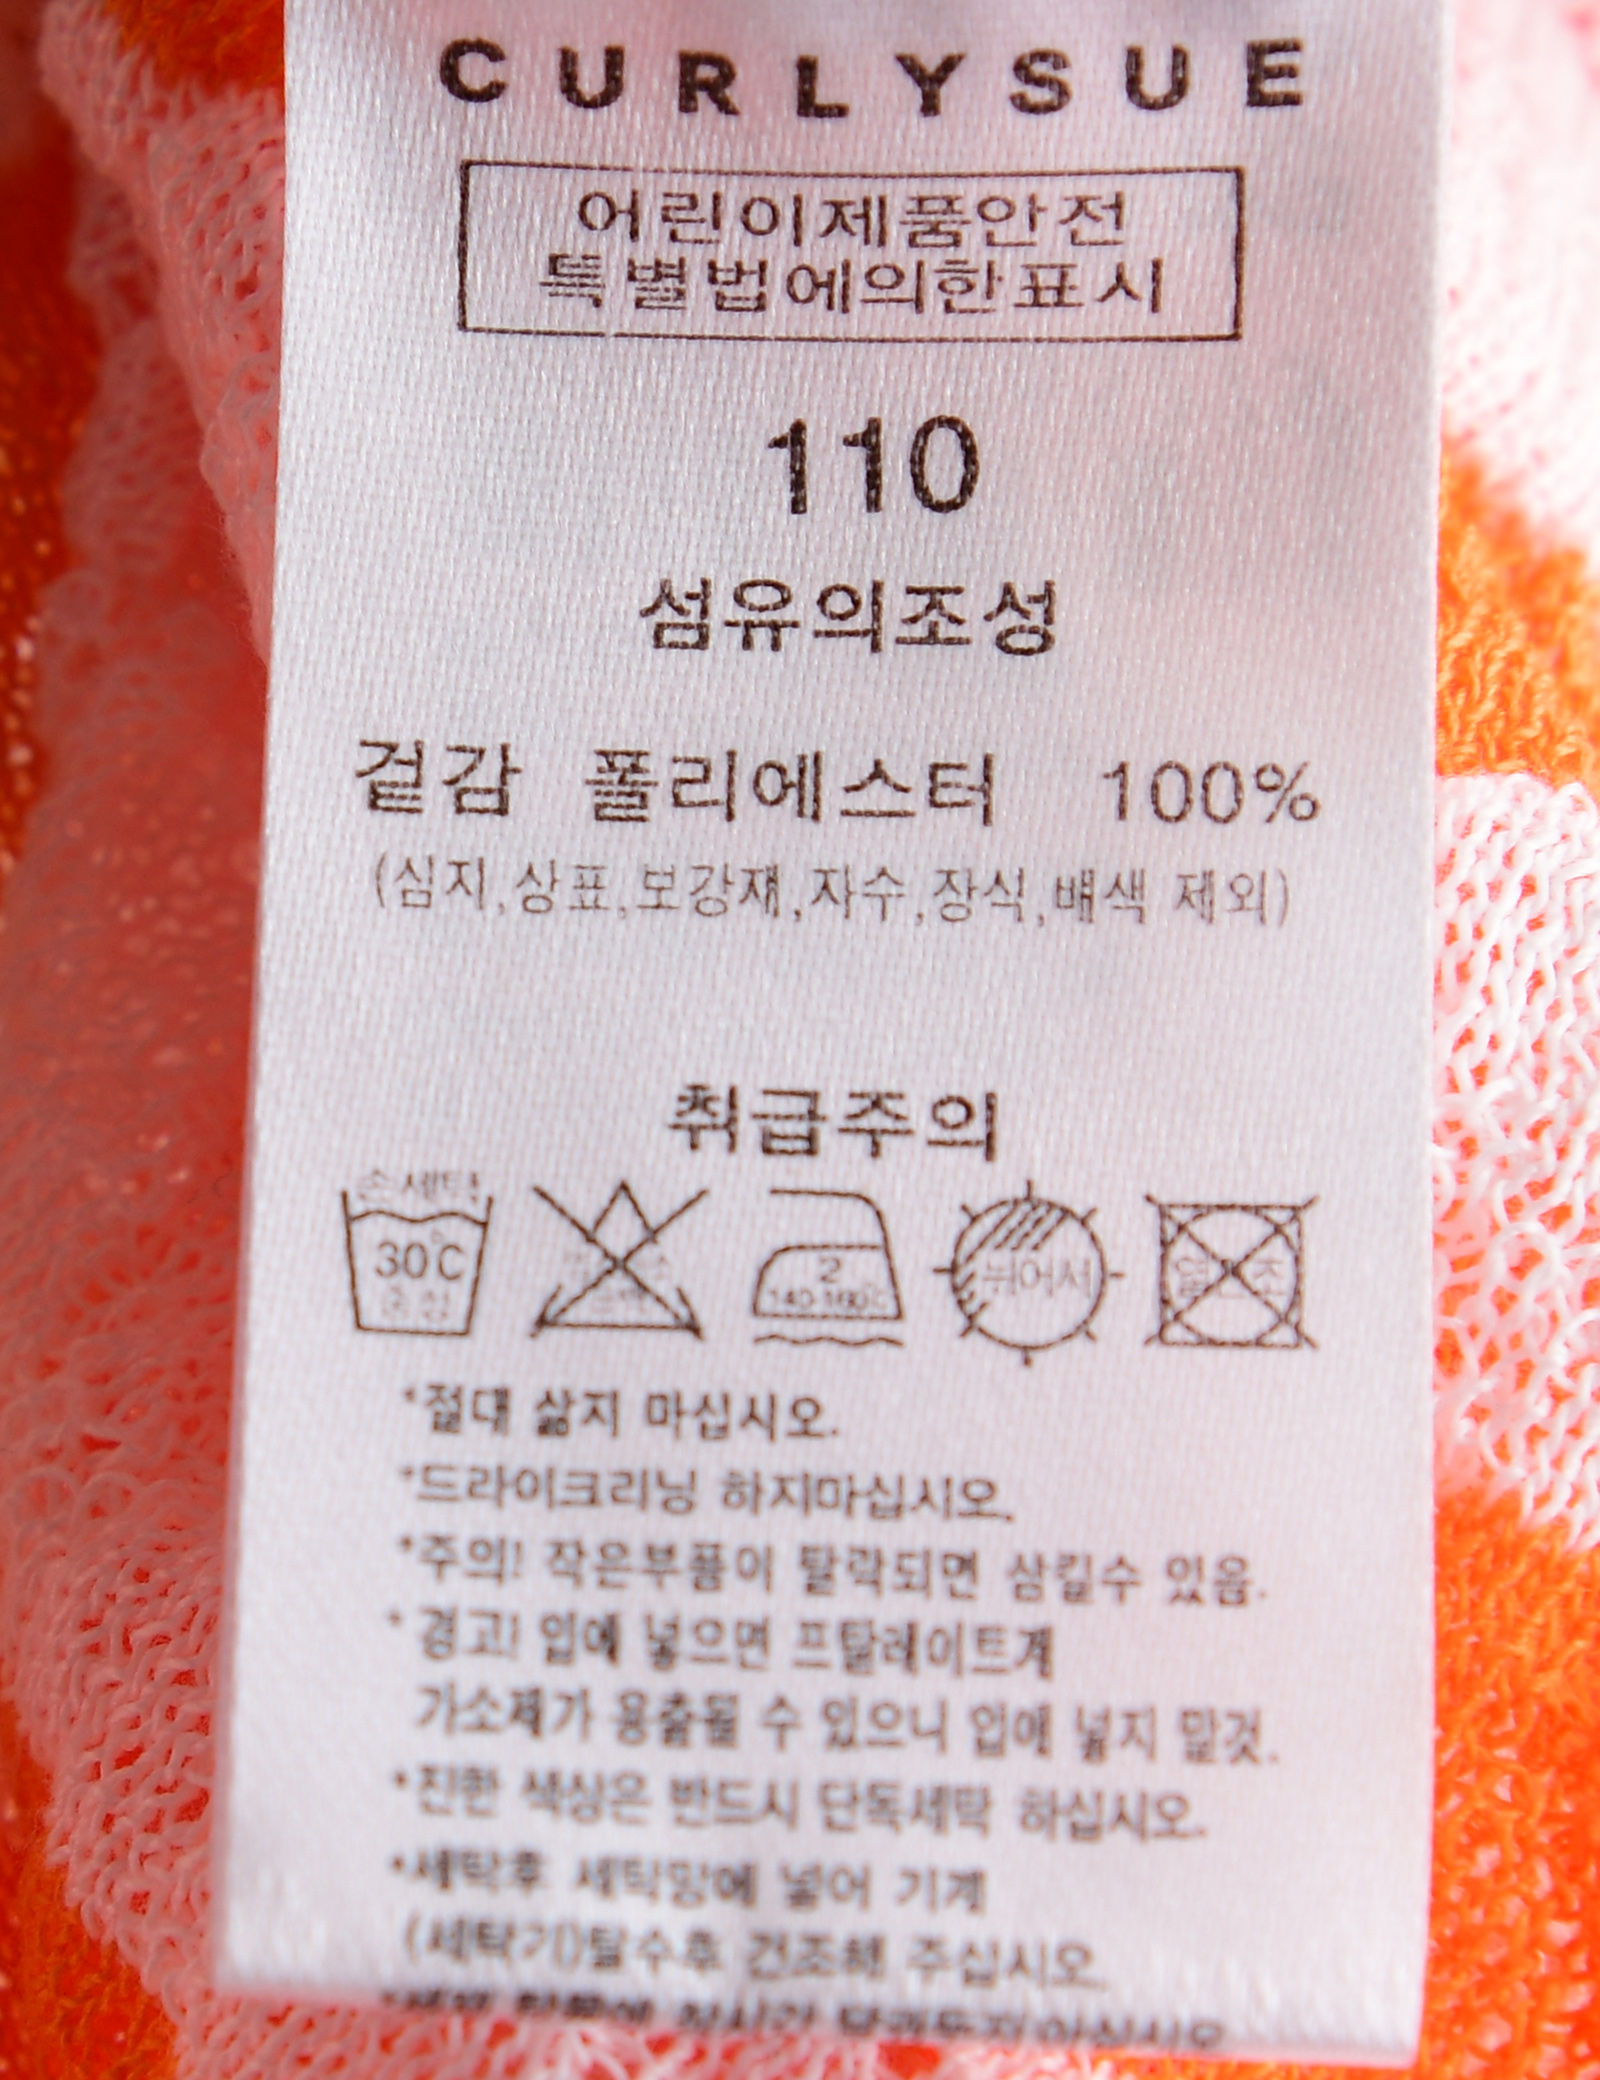 CURLYSUE
어린이제품안전
특별법에의한표시
110
섬유의조성
겉감 폴리에스터 100%
(심지,상표,보강재,자수,장식,배색 제외)
취급주의
손세탁
30°C
중성
2
140-160°C
뉘어서
*절대 삶지 마십시오.
*드라이크리닝 하지마십시오.
*주의! 작은부품이 탈락되면 삼킬수 있음.
*경고! 입에 넣으면 프탈레이트계
가소제가 용출될 수 있으니 입에 넣지 말것.
*진한 색상은 반드시 단독세탁 하십시오.
*세탁후 세탁망에 넣어 기계
(세탁기)탈수후 건조해 주십시오